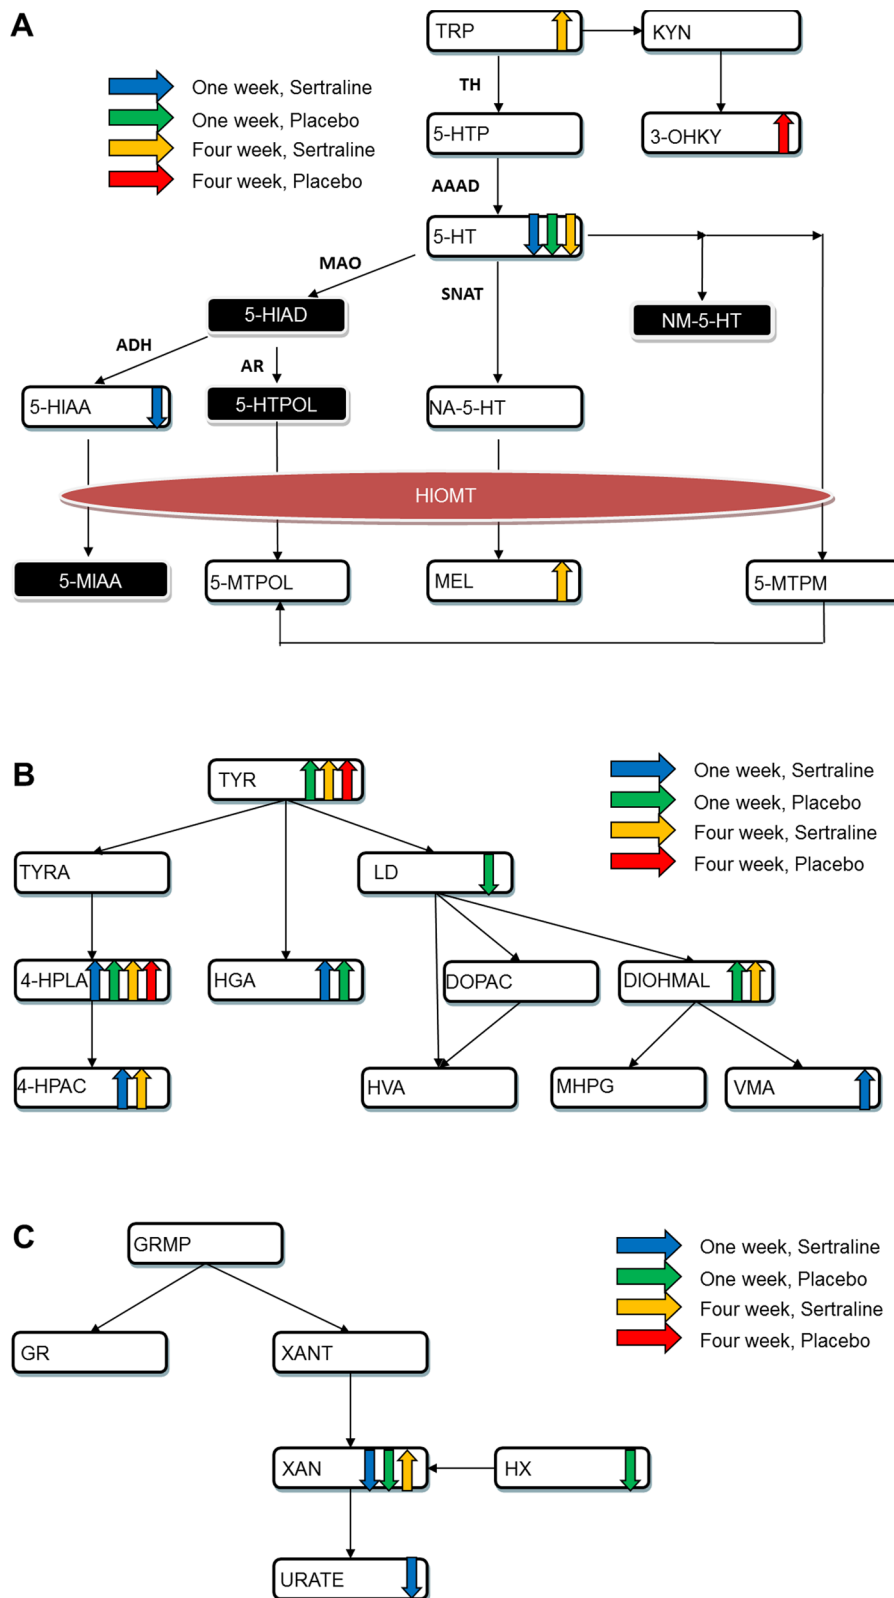 A
TRP
KYN
One week, Sertraline
One week, Placebo
Four week, Sertraline
Four week, Placebo
TH
5-HTP
3-OHKY
AAAD
5-HT
MAO
SNAT
5-HIAD
NM-5-HT
ADH
AR
5-HIAA
5-HTPOL
NA-5-HT
HIOMT
5-MIAA
5-MTPOL
MEL
5-MTPM
B
TYR
One week, Sertraline
One week, Placebo
Four week, Sertraline
Four week, Placebo
TYRA
LD
4-HPLA
HGA
DOPAC
DIOHMAL
4-HPAC
HVA
MHPG
VMA
C
GRMP
One week, Sertraline
One week, Placebo
Four week, Sertraline
Four week, Placebo
GR
XANT
XAN
HX
URATE